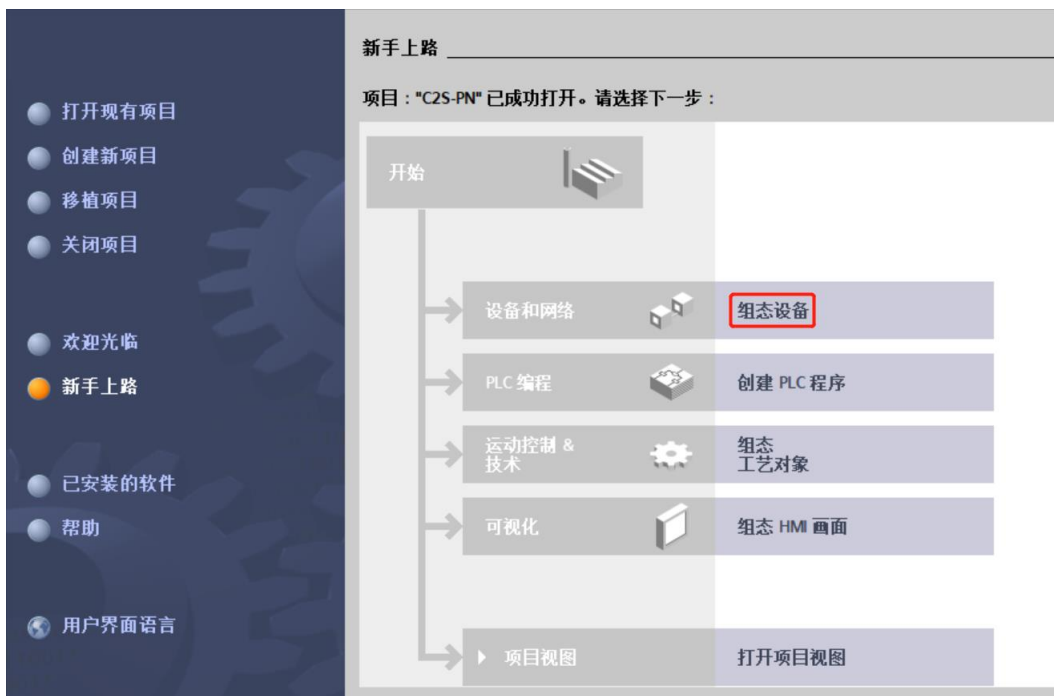 打开现有项目
创建新项目
移植项目
关闭项目
欢迎光临
新手上路
已安装的软件
帮助
用户界面语言
新手上路
项目："C2S-PN" 已成功打开。请选择下一步：
开始
设备和网络
组态设备
PLC 编程
创建 PLC 程序
运动控制 &
技术
组态
工艺对象
可视化
组态 HMI 画面
项目视图
打开项目视图